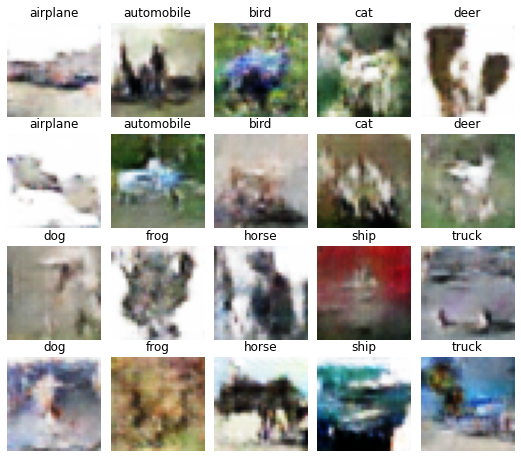 airplane automobile bird cat deer
airplane automobile bird cat deer
dog frog horse ship truck
dog frog horse ship truck